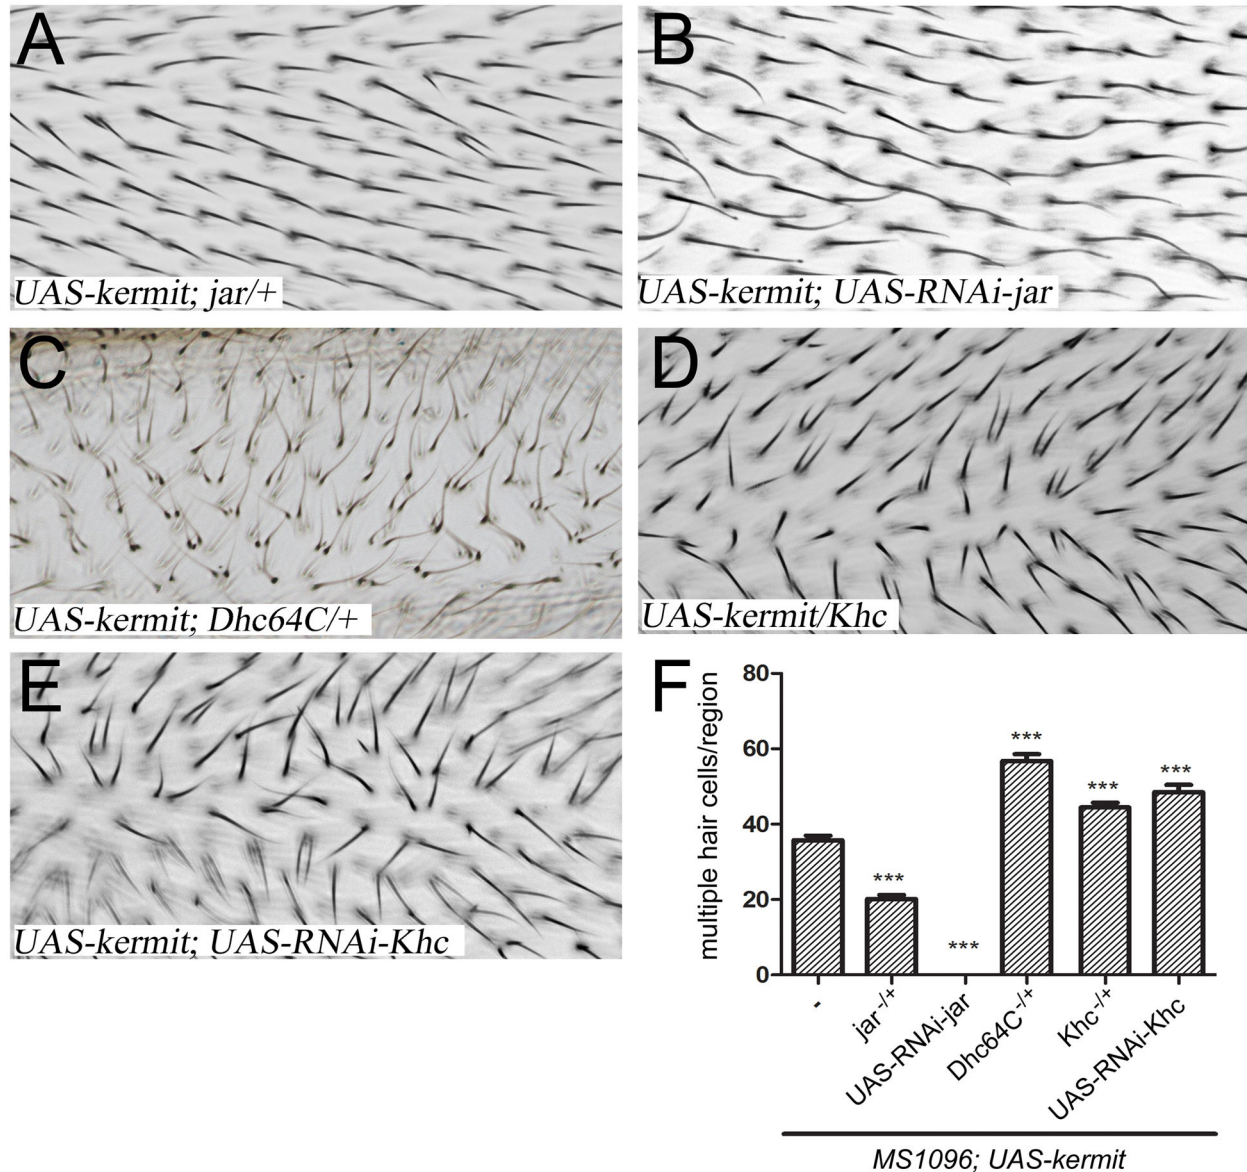 A
UAS-kermit; jar/+
B
UAS-kermit; UAS-RNAi-jar
C
UAS-kermit; Dhc64C/+
D
UAS-kermit/Khc
E
UAS-kermit; UAS-RNAi-Khc
F
multiple hair cells/region
80
60
40
20
0
***
***
***
***
***
-
jar-/+
UAS-RNAi-jar
Dhc64C-/+
Khc-/+
UAS-RNAi-Khc
MS1096; UAS-kermit